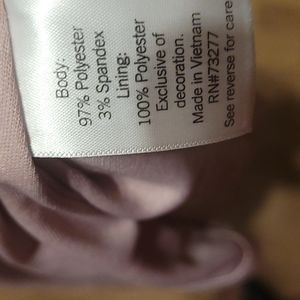 Body:
97% Polyester
3% Spandex
Lining:
100% Polyester
Exclusive of
decoration.
Made in Vietnam
RN#73277
See reverse for care